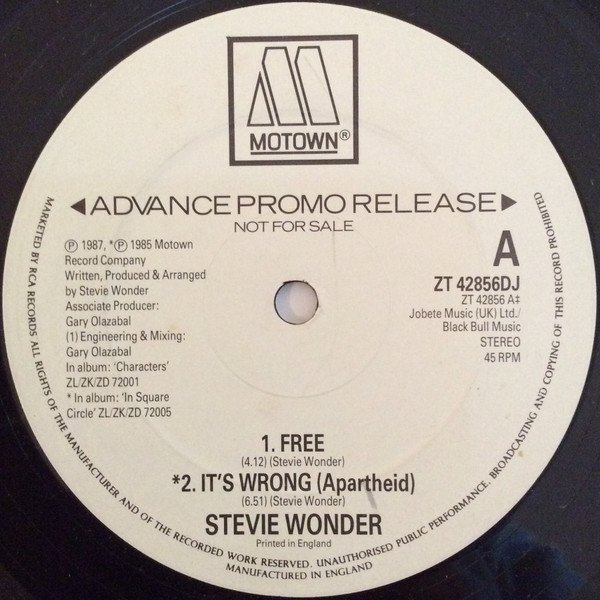 MOTOWN®
◄ADVANCE PROMO RELEASE►
NOT FOR SALE
Ⓟ 1987, *Ⓟ 1985 Motown
Record Company
Written, Produced & Arranged
by Stevie Wonder
Associate Producer:
Gary Olazabal
(1) Engineering & Mixing:
Gary Olazabal
In album: ‘Characters’
ZL/ZK/ZD 72001
* In album: ‘In Square
Circle’ ZL/ZK/ZD 72005
A
ZT 42856DJ
ZT 42856 A‡
Jobete Music (UK) Ltd./
Black Bull Music
STEREO
45 RPM
1. FREE
(4.12) (Stevie Wonder)
*2. IT'S WRONG (Apartheid)
(6.51) (Stevie Wonder)
STEVIE WONDER
Printed in England
MARKETED BY RCA RECORDS ALL RIGHTS OF THE MANUFACTURER AND OF THE RECORDED WORK RESERVED. UNAUTHORISED PUBLIC PERFORMANCE, BROADCASTING AND COPYING OF THIS RECORD PROHIBITED
MANUFACTURED IN ENGLAND